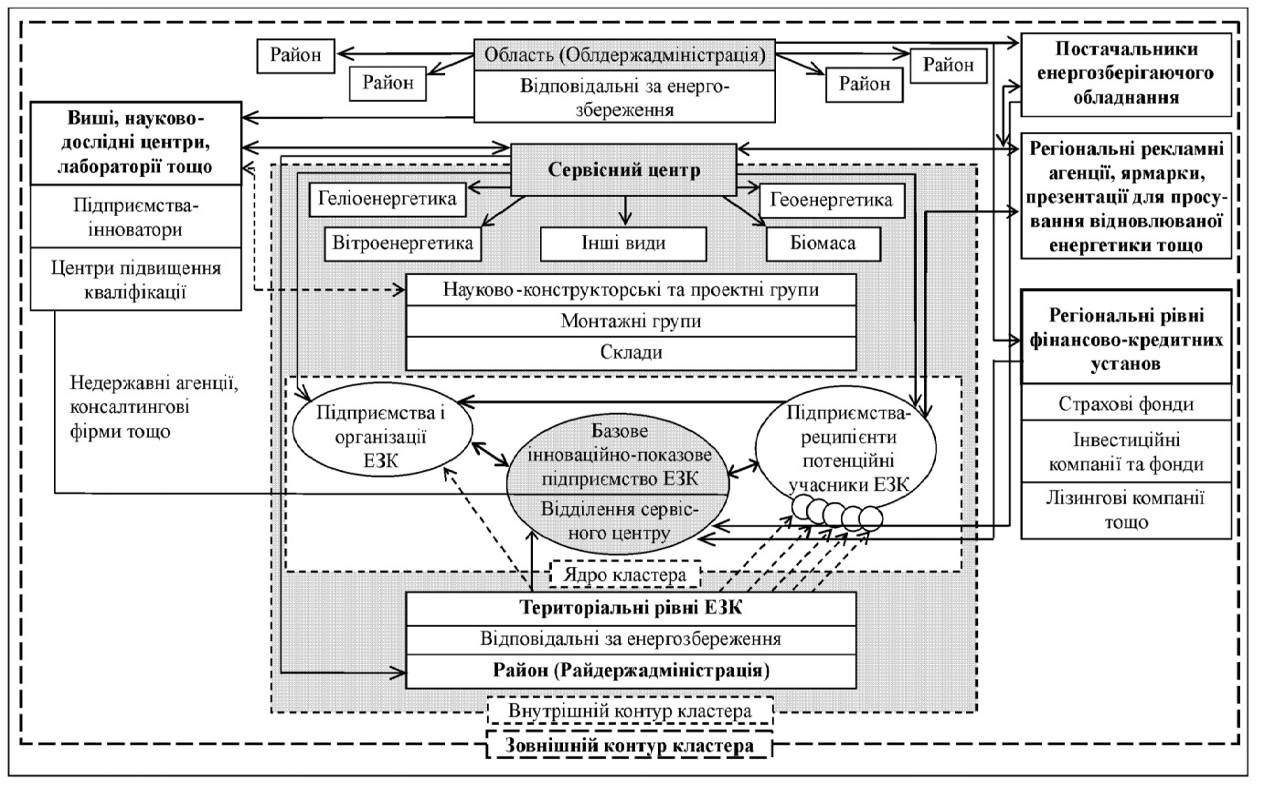 Район
Район
Область (Облдержадміністрація)
Відповідальні за енерго-
збереження
Район
Район
Постачальники
енергозберігаючого
обладнання
Виші, науково-
дослідні центри,
лабораторії тощо
Підприємства-
інноватори
Центри підвищення
кваліфікації
Сервісний центр
Геліоенергетика
Геоенергетика
Вітроенергетика
Інші види
Біомаса
Регіональні рекламні
агенції, ярмарки,
презентації для просу-
вання відновлюваної
енергетики тощо
Науково-конструкторські та проектні групи
Монтажні групи
Склади
Регіональні рівні
фінансово-кредитних
установ
Страхові фонди
Інвестиційні
компанії та фонди
Лізингові компанії
тощо
Недержавні агенції,
консалтингові
фірми тощо
Підприємства і
організації
ЕЗК
Базове
інноваційно-показове
підприємство ЕЗК
Відділення сервіс-
ного центру
Підприємства-
реципієнти
потенційні
учасники ЕЗК
Ядро кластера
Територіальні рівні ЕЗК
Відповідальні за енергозбереження
Район (Райдержадміністрація)
Внутрішній контур кластера
Зовнішній контур кластера